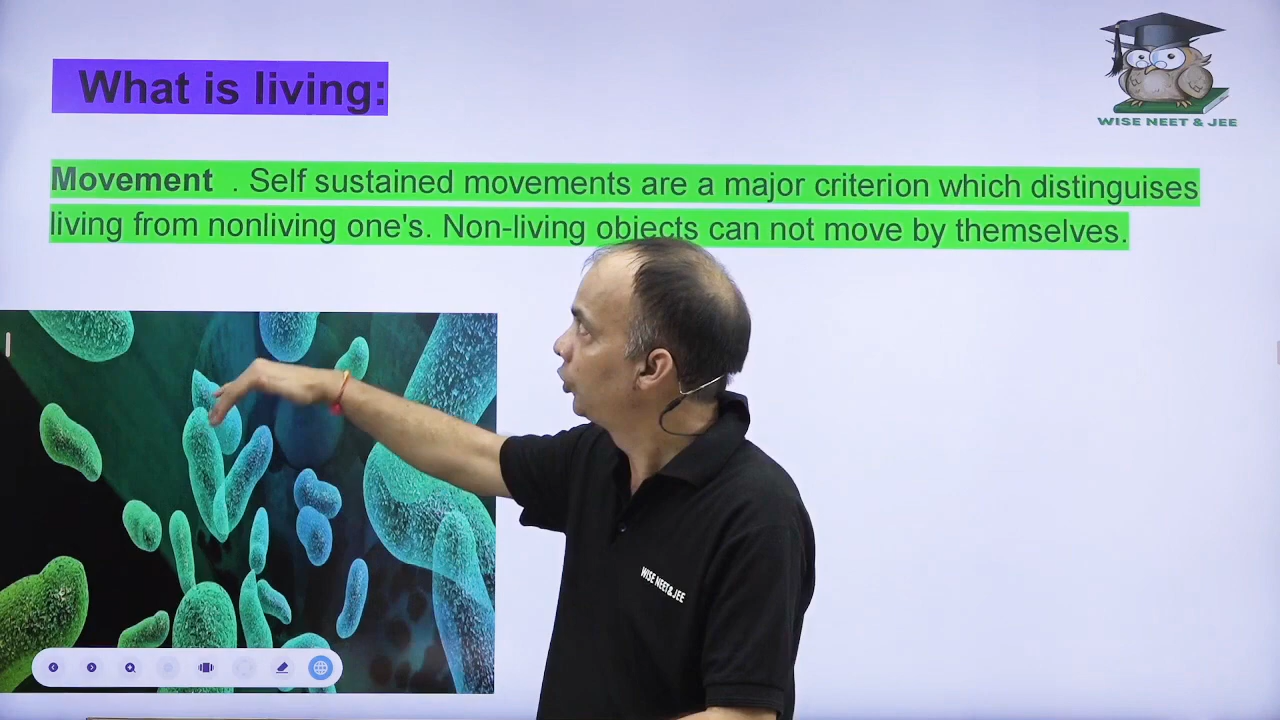 What is living:
WISE NEET & JEE
Movement . Self sustained movements are a major criterion which distinguises
living from nonliving one's. Non-living objects can not move by themselves.
WISE NEET&JEE